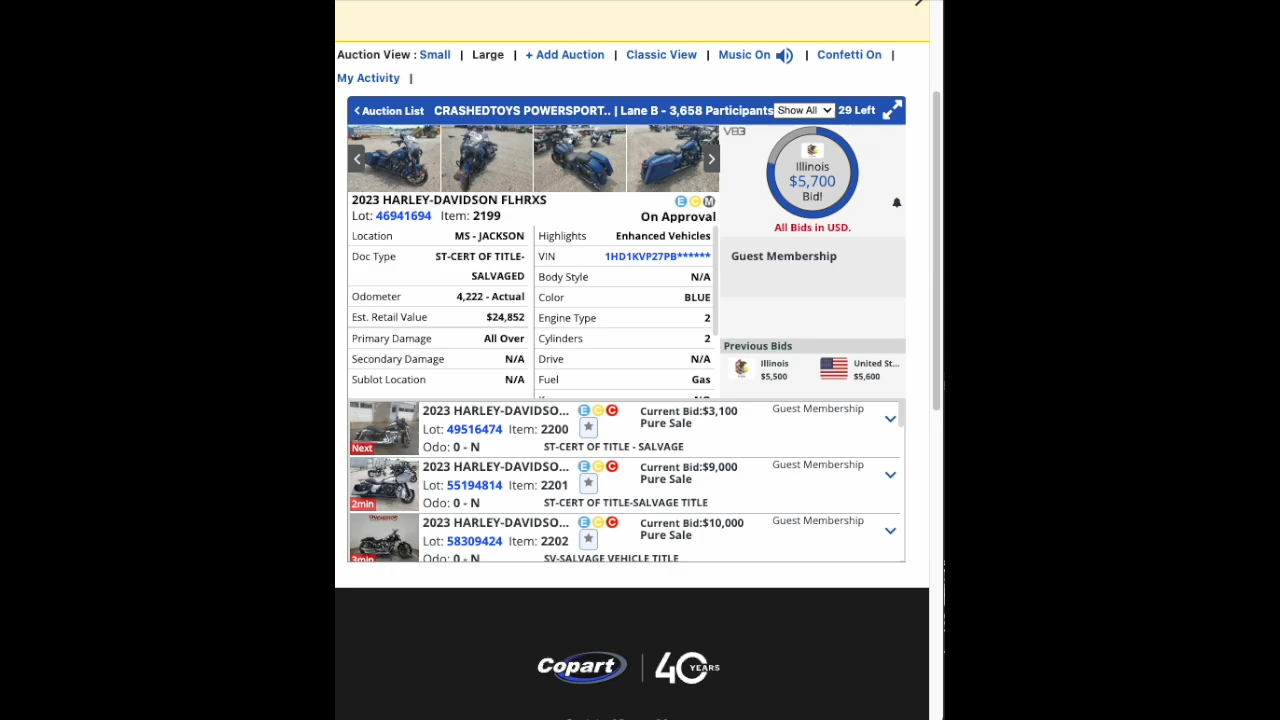 Auction View : Small | Large | + Add Auction | Classic View | Music On | Confetti On |
My Activity |
Auction List CRASHEDTOYS POWERSPORT.. | Lane B - 3,658 Participants Show All 29 Left
VB3
Illinois
$5,700
Bid!
All Bids in USD.
Guest Membership
Previous Bids
Illinois
$5,500
United St...
$5,600
2023 HARLEY-DAVIDSON FLHRXS E C M
Lot: 46941694 Item: 2199 On Approval
Location MS - JACKSON
Doc Type ST-CERT OF TITLE-
SALVAGED
Odometer 4,222 - Actual
Est. Retail Value $24,852
Primary Damage All Over
Secondary Damage N/A
Sublot Location N/A
Highlights Enhanced Vehicles
VIN 1HD1KVP27PB******
Body Style N/A
Color BLUE
Engine Type 2
Cylinders 2
Drive N/A
Fuel Gas
Next
2023 HARLEY-DAVIDSO... E C C Current Bid:$3,100 Guest Membership
Pure Sale
Lot: 49516474 Item: 2200
Odo: 0 - N ST-CERT OF TITLE - SALVAGE
2min
2023 HARLEY-DAVIDSO... E C C Current Bid:$9,000 Guest Membership
Pure Sale
Lot: 55194814 Item: 2201
Odo: 0 - N ST-CERT OF TITLE-SALVAGE TITLE
3min
2023 HARLEY-DAVIDSO... E C C Current Bid:$10,000 Guest Membership
Pure Sale
Lot: 58309424 Item: 2202
Odo: 0 - N SV-SALVAGE VEHICLE TITLE
Copart | 40 YEARS